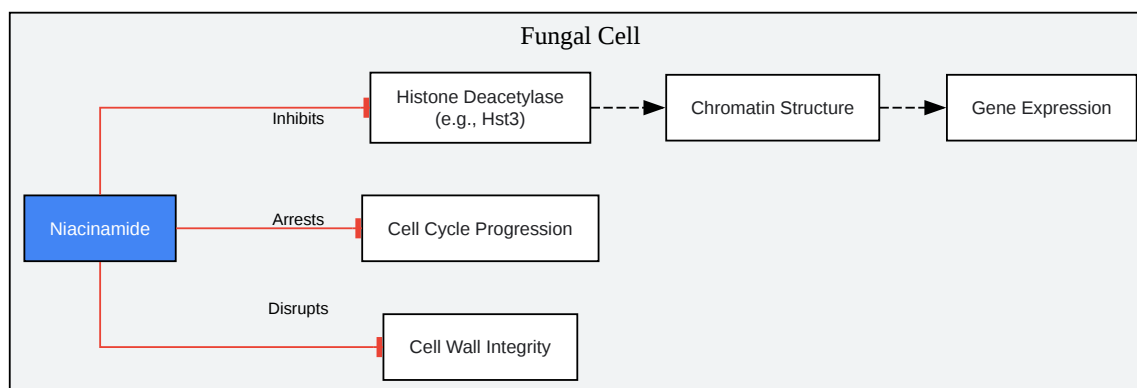 Fungal Cell
Histone Deacetylase
(e.g., Hst3)
Chromatin Structure
Gene Expression
Inhibits
Niacinamide
Arrests
Cell Cycle Progression
Disrupts
Cell Wall Integrity